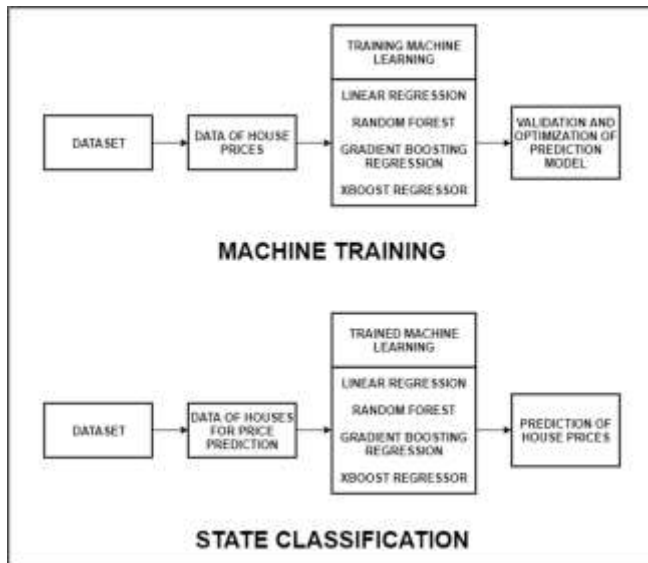 TRAINING MACHINE
LEARNING
LINEAR REGRESSION
RANDOM FOREST
GRADIENT BOOSTING
REGRESSION
XBOOST REGRESSOR
DATASET
DATA OF HOUSE
PRICES
VALIDATION AND
OPTIMIZATION OF
PREDICTION
MODEL
MACHINE TRAINING
TRAINED MACHINE
LEARNING
LINEAR REGRESSION
RANDOM FOREST
GRADIENT BOOSTING
REGRESSION
XBOOST REGRESSOR
DATASET
DATA OF HOUSES
FOR PRICE
PREDICTION
PREDICTION OF
HOUSE PRICES
STATE CLASSIFICATION